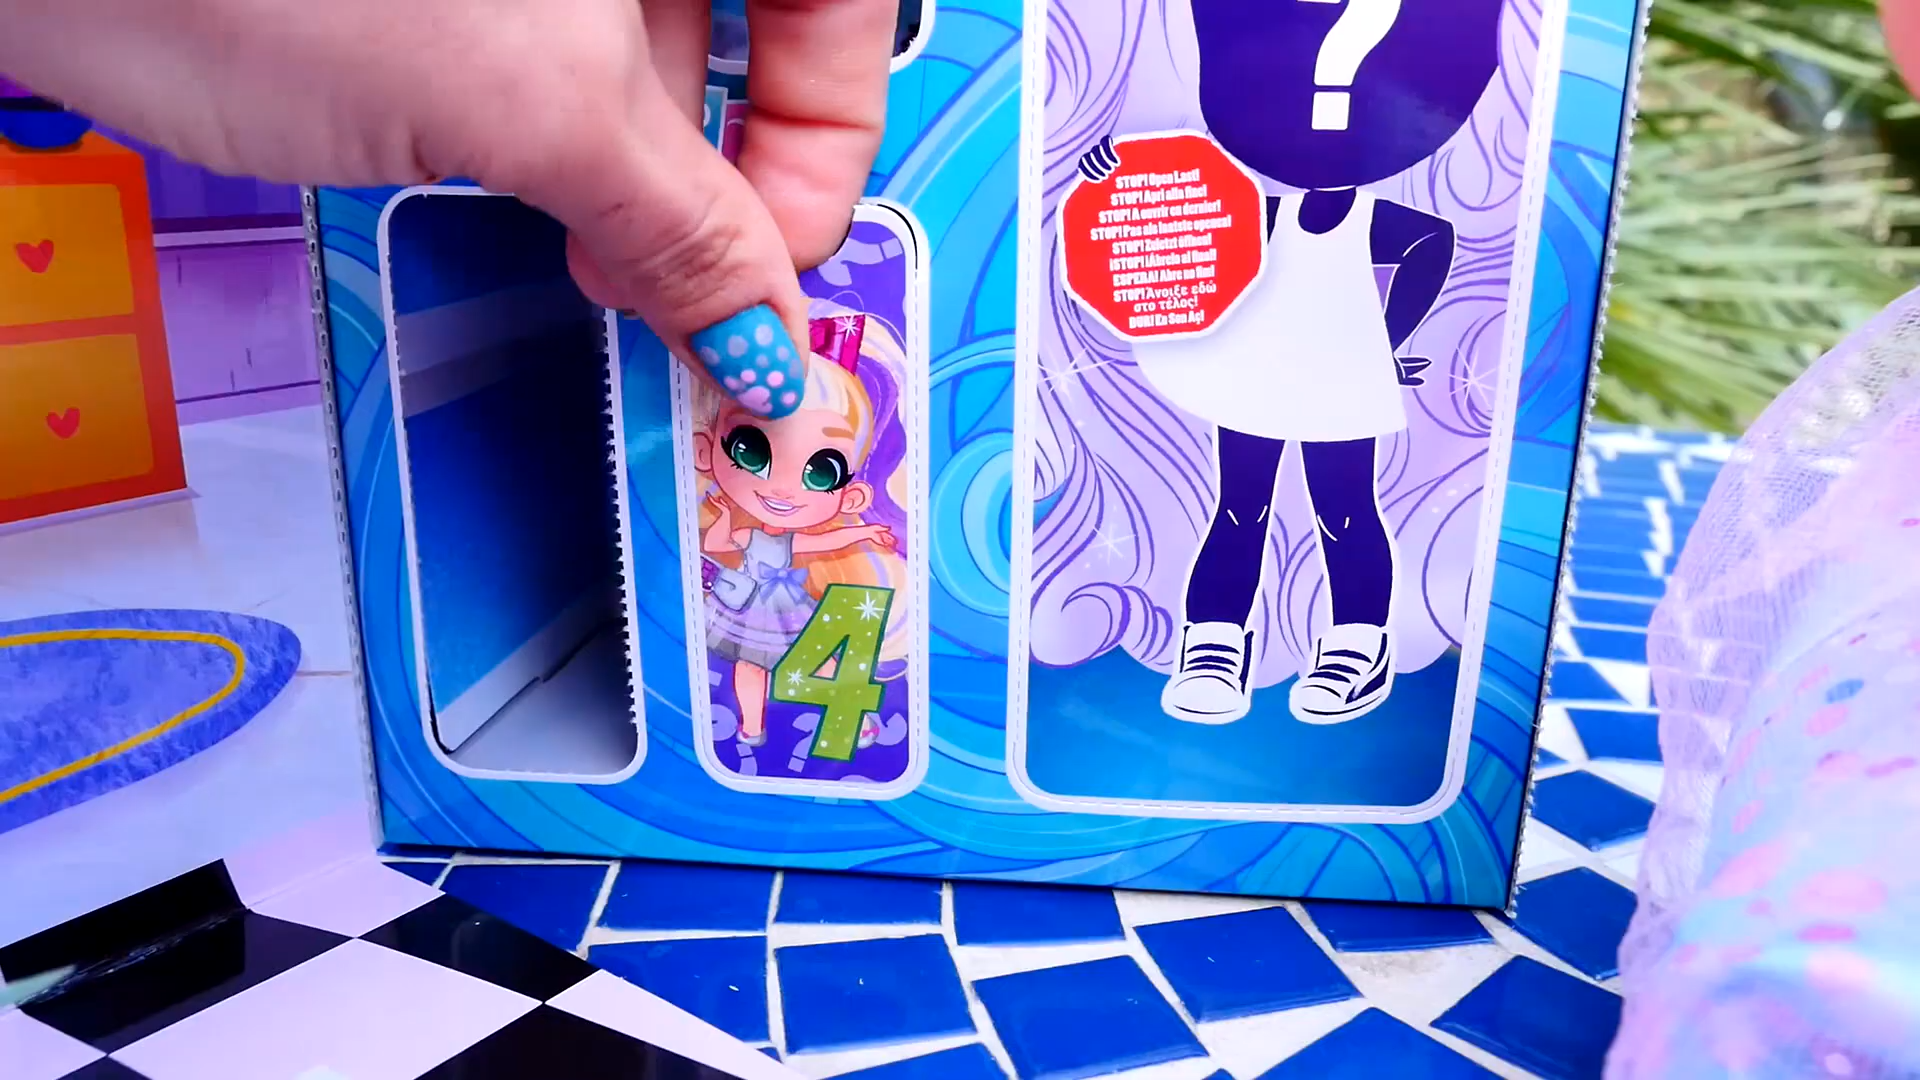 ?
STOP! Open Last!
STOP! Apri alla fine!
STOP! A ouvrir en dernier!
STOP! Pas als laatste openen!
STOP! Zuletzt öffnen!
¡STOP! ¡Ábrelo al final!
ESPERA! Abre no fim!
STOP! Άνοιξε εδώ
στο τέλος!
DUR! En Son Aç!
4